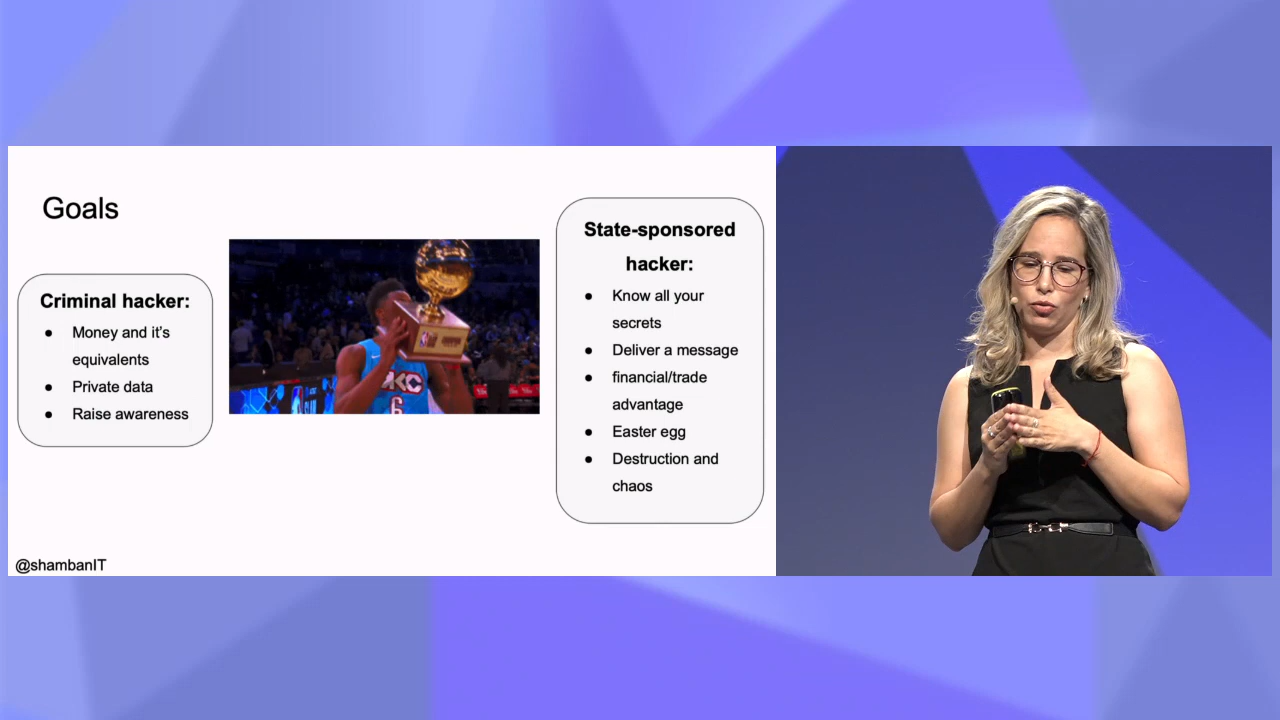 Goals
Criminal hacker:
● Money and it's
equivalents
● Private data
● Raise awareness
KC
6
State-sponsored
hacker:
● Know all your
secrets
● Deliver a message
● financial/trade
advantage
● Easter egg
● Destruction and
chaos
@shambanIT